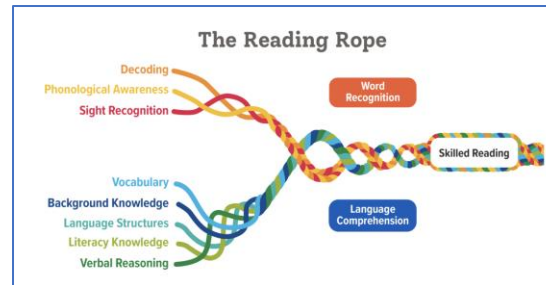 The Reading Rope
Decoding
Phonological Awareness
Sight Recognition
Word
Recognition
Skilled Reading
Vocabulary
Background Knowledge
Language Structures
Literacy Knowledge
Verbal Reasoning
Language
Comprehension